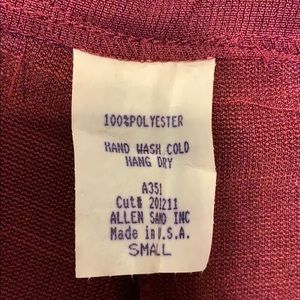 100%POLYESTER
HAND WASH COLD
HANG DRY
A351
Cut# 201211
ALLEN SAND INC
Made in U.S.A.
SMALL